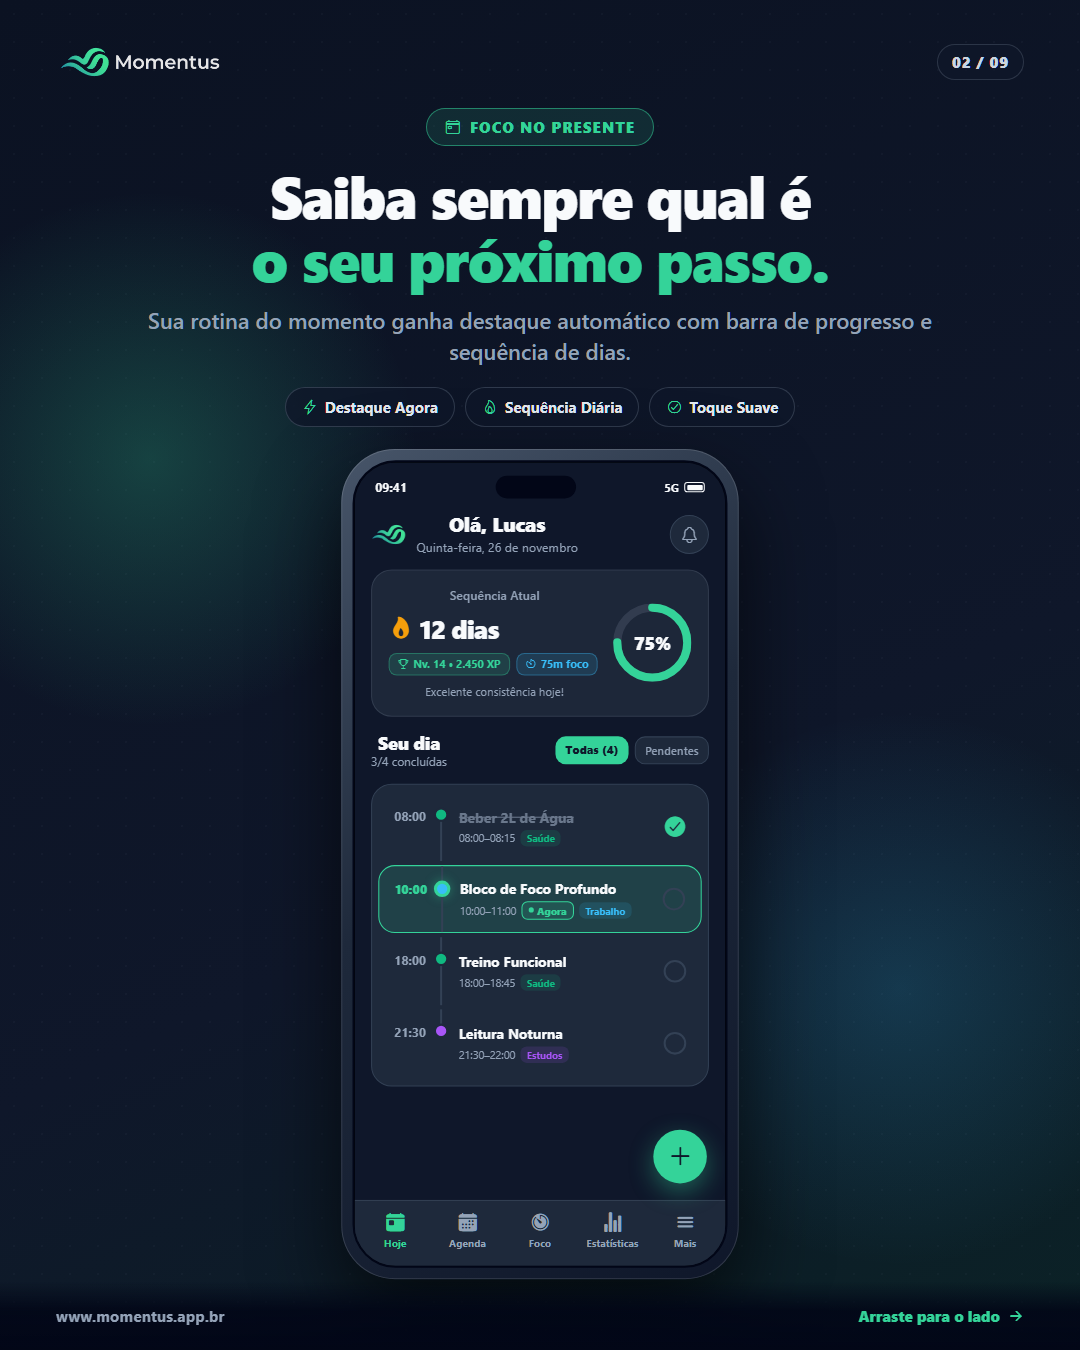 Momentus
02 / 09
FOCO NO PRESENTE
Saiba sempre qual é
o seu próximo passo.
Sua rotina do momento ganha destaque automático com barra de progresso e
sequência de dias.
Destaque Agora
Sequência Diária
Toque Suave
09:41
5G
Olá, Lucas
Quinta-feira, 26 de novembro
Sequência Atual
12 dias
75%
Nv. 14 • 2.450 XP
75m foco
Excelente consistência hoje!
Seu dia
3/4 concluídas
Todas (4)
Pendentes
08:00
Beber 2L de Água
08:00–08:15 Saúde
10:00
Bloco de Foco Profundo
10:00–11:00 Agora Trabalho
18:00
Treino Funcional
18:00–18:45 Saúde
21:30
Leitura Noturna
21:30–22:00 Estudos
Hoje
Agenda
Foco
Estatísticas
Mais
www.momentus.app.br
Arraste para o lado →